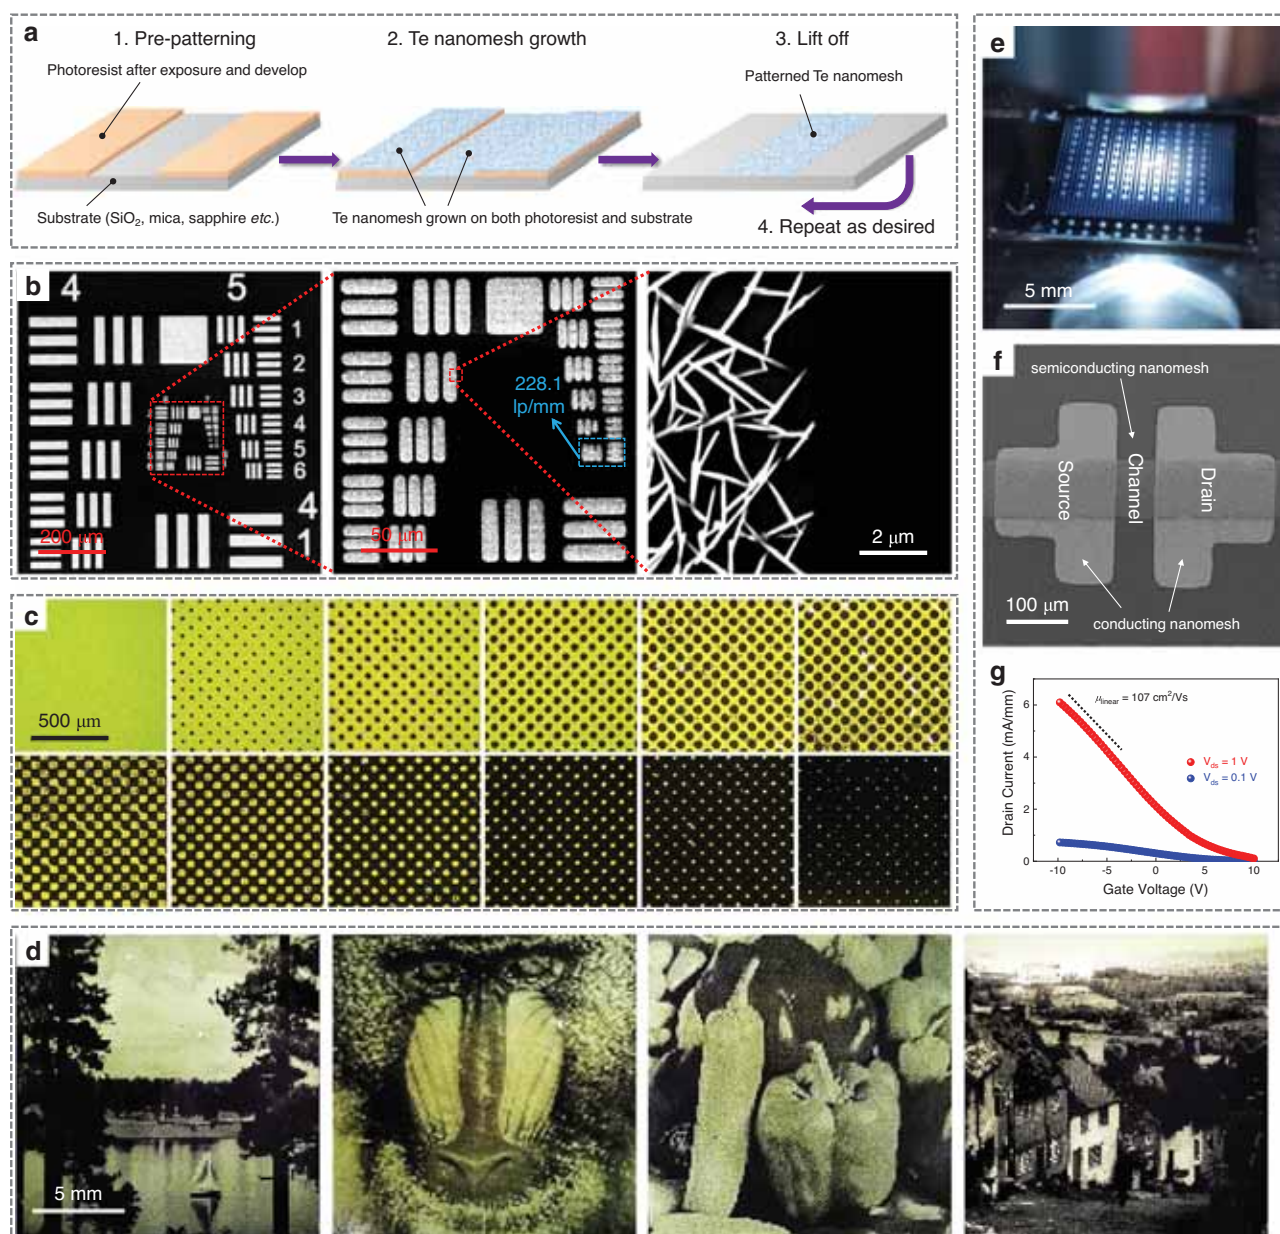 a
1. Pre-patterning
2. Te nanomesh growth
3. Lift off
Photoresist after exposure and develop
Patterned Te nanomesh
Substrate (SiO2, mica, sapphire etc.)
Te nanomesh grown on both photoresist and substrate
4. Repeat as desired
b
4
5
1
2
3
4
5
6
4
1
200 μm
228.1
lp/mm
50 μm
2 μm
c
500 μm
d
5 mm
e
5 mm
f
semiconducting nanomesh
Source
Channel
Drain
100 μm
conducting nanomesh
g
μlinear = 107 cm²/Vs
Vds = 1 V
Vds = 0.1 V
Drain Current (mA/mm)
6
4
2
0
-10
-5
0
5
10
Gate Voltage (V)